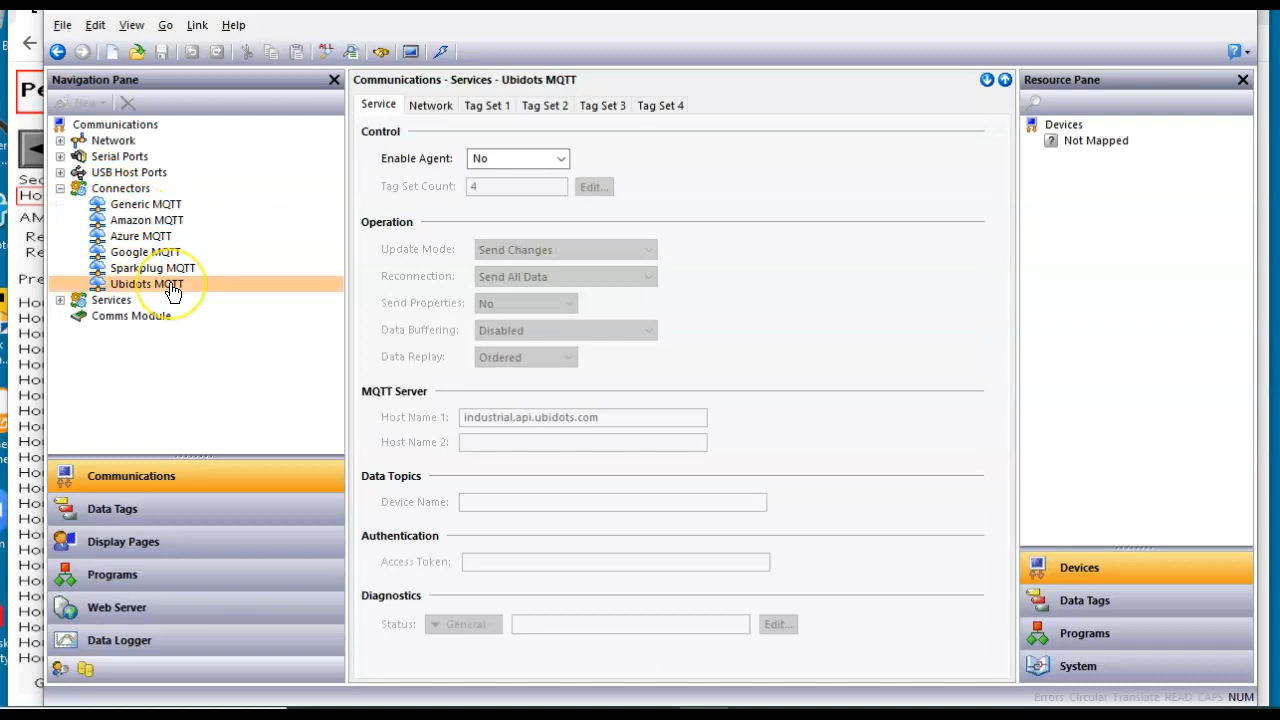 File Edit View Go Link Help
Navigation Pane
New
Communications
Network
Serial Ports
USB Host Ports
Connectors
Generic MQTT
Amazon MQTT
Azure MQTT
Google MQTT
Sparkplug MQTT
Ubidots MQTT
Services
Comms Module
Communications
Data Tags
Display Pages
Programs
Web Server
Data Logger
Communications - Services - Ubidots MQTT
Service Network Tag Set 1 Tag Set 2 Tag Set 3 Tag Set 4
Control
Enable Agent: No
Tag Set Count: 4 Edit...
Operation
Update Mode: Send Changes
Reconnection: Send All Data
Send Properties: No
Data Buffering: Disabled
Data Replay: Ordered
MQTT Server
Host Name 1: industrial.api.ubidots.com
Host Name 2:
Data Topics
Device Name:
Authentication
Access Token:
Diagnostics
Status: General Edit...
Resource Pane
Devices
Not Mapped
Devices
Data Tags
Programs
System
Errors Circular Translate READ CAPS NUM